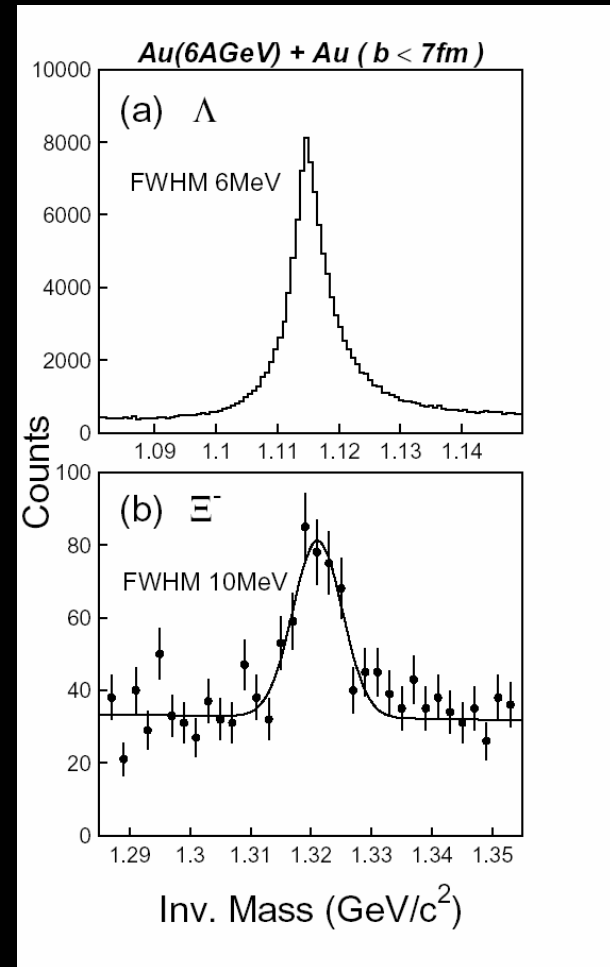 Au(6AGeV) + Au ( b < 7fm )
(a) Λ
FWHM 6MeV
10000
8000
6000
4000
2000
0
1.09 1.1 1.11 1.12 1.13 1.14
Counts
(b) Ξ⁻
FWHM 10MeV
100
80
60
40
20
0
1.29 1.3 1.31 1.32 1.33 1.34 1.35
Inv. Mass (GeV/c²)